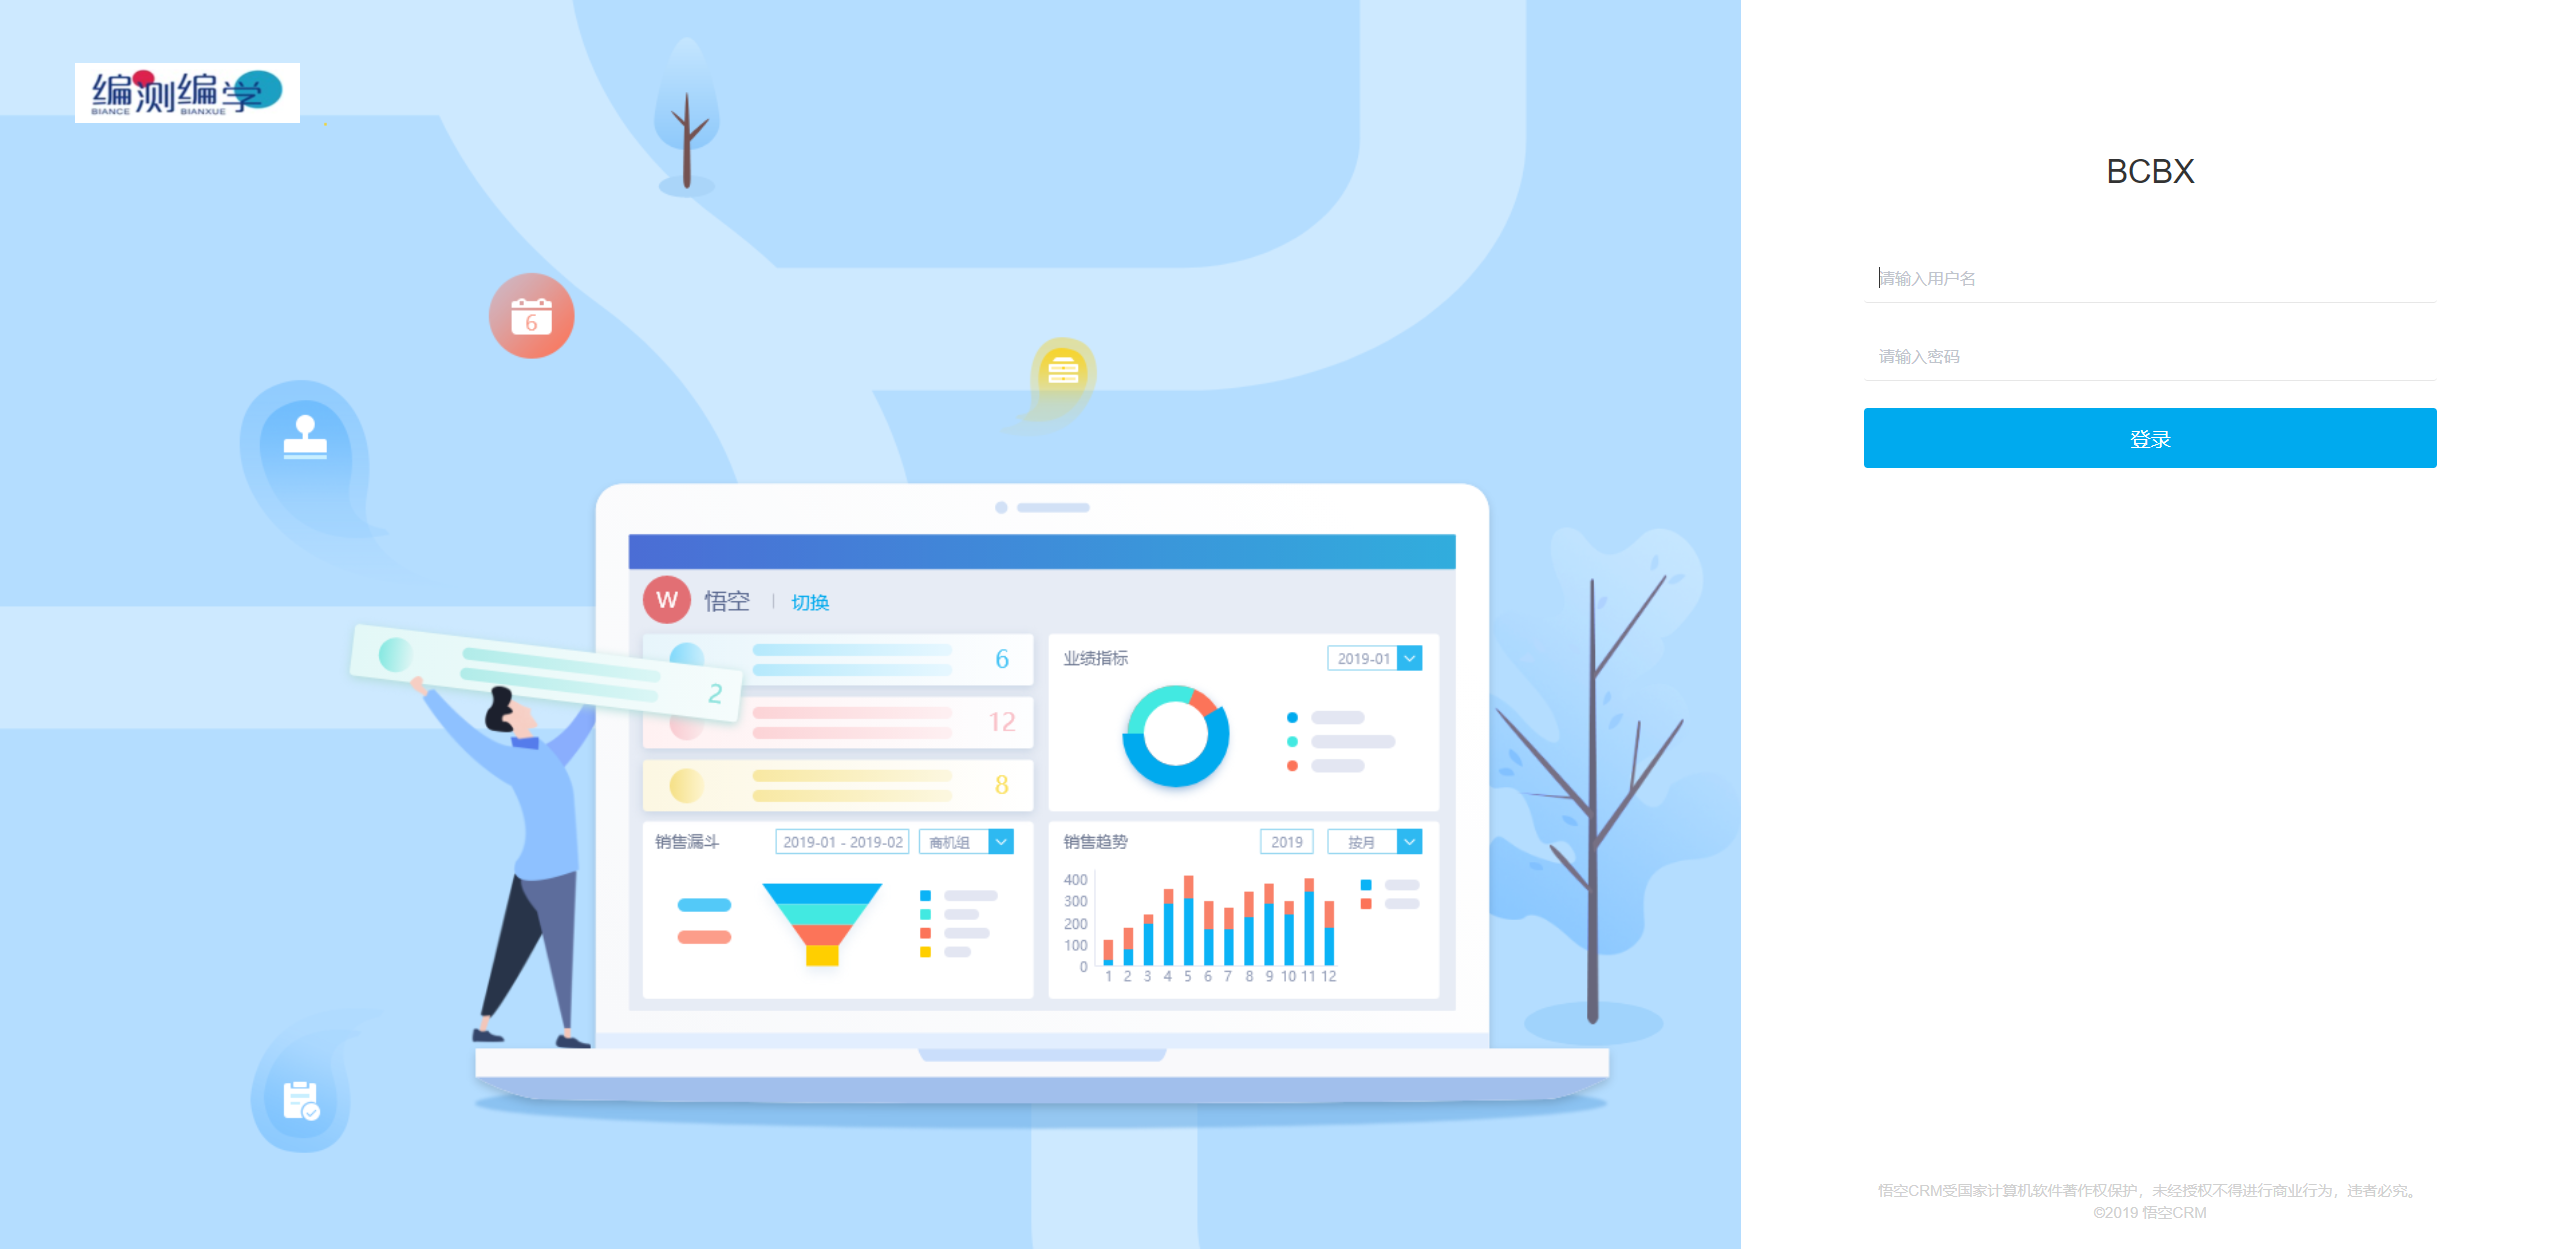 编测编学
BIANCE BIANXUE
6
W 悟空 | 切换
6
2
12
8
业绩指标 2019-01
销售漏斗 2019-01 - 2019-02 商机组
销售趋势 2019 按月
400
300
200
100
0
1 2 3 4 5 6 7 8 9 10 11 12
BCBX
请输入用户名
请输入密码
登录
悟空CRM受国家计算机软件著作权保护，未经授权不得进行商业行为，违者必究。
©2019 悟空CRM